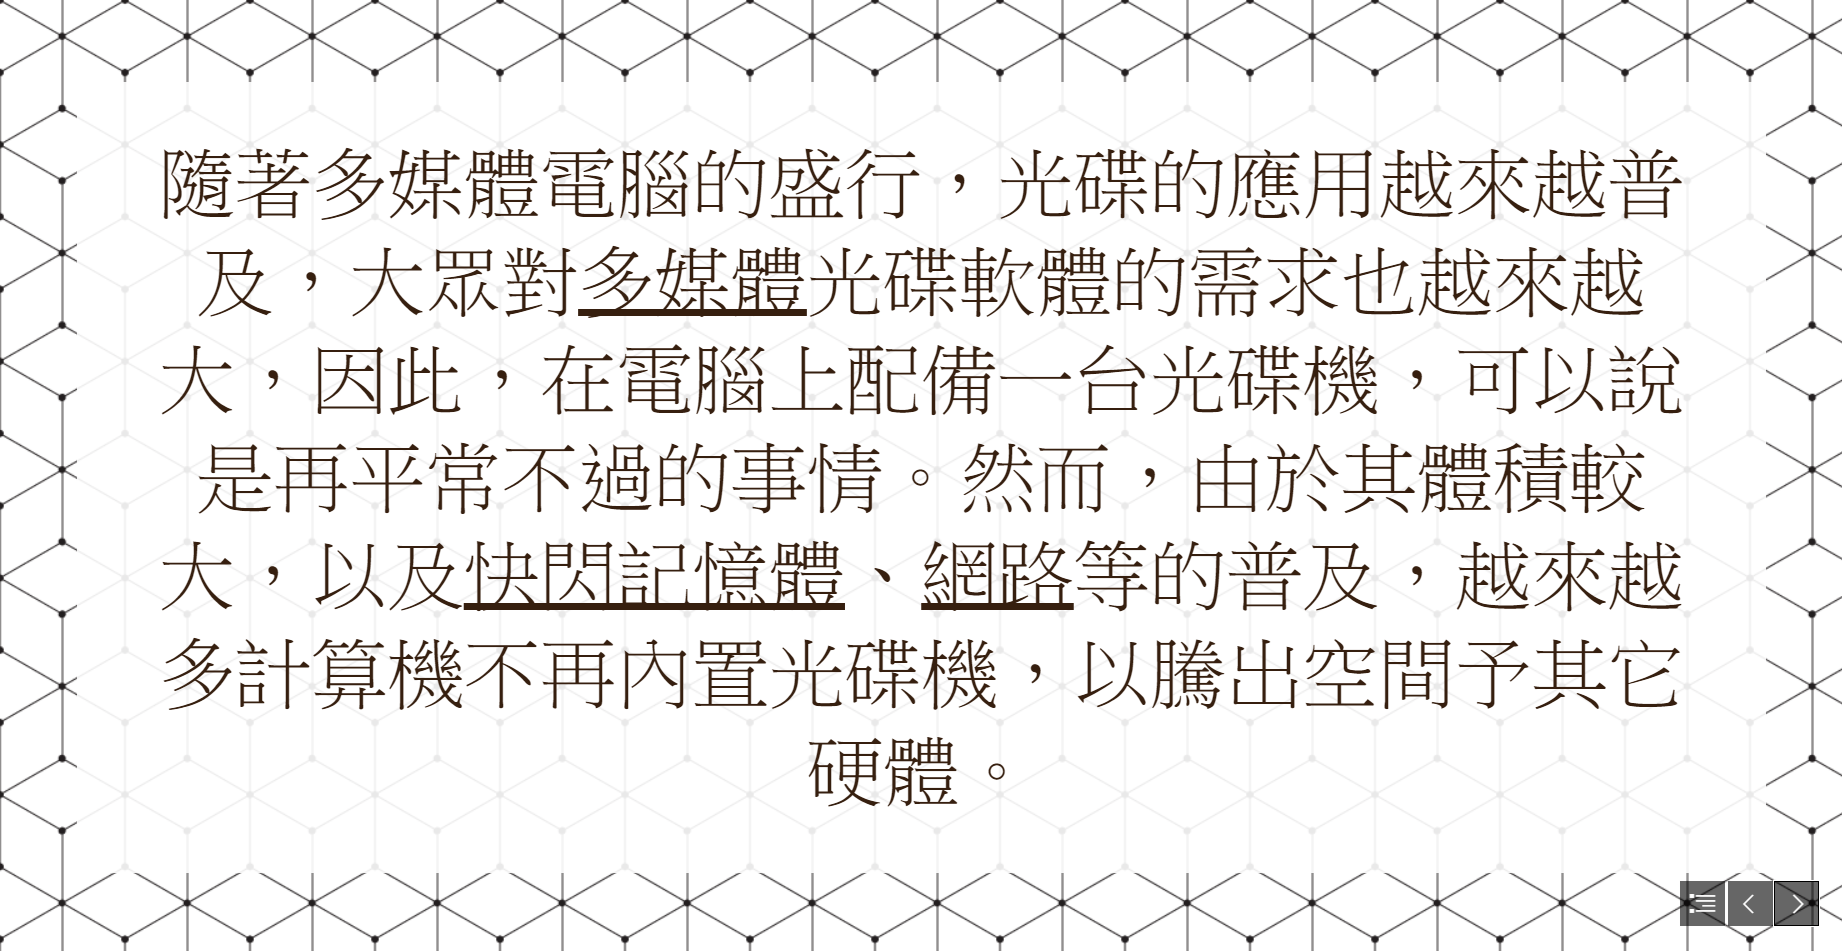 隨著多媒體電腦的盛行，光碟的應用越來越普
及，大眾對多媒體光碟軟體的需求也越來越
大，因此，在電腦上配備一台光碟機，可以說
是再平常不過的事情。然而，由於其體積較
大，以及快閃記憶體、網路等的普及，越來越
多計算機不再內置光碟機，以騰出空間予其它
硬體。